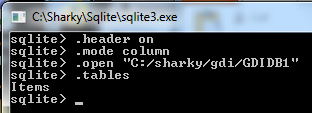 C:\Sharky\Sqlite\sqlite3.exe
sqlite> .header on
sqlite> .mode column
sqlite> .open "C:/sharky/gdi/GDIDB1"
sqlite> .tables
Items
sqlite> _